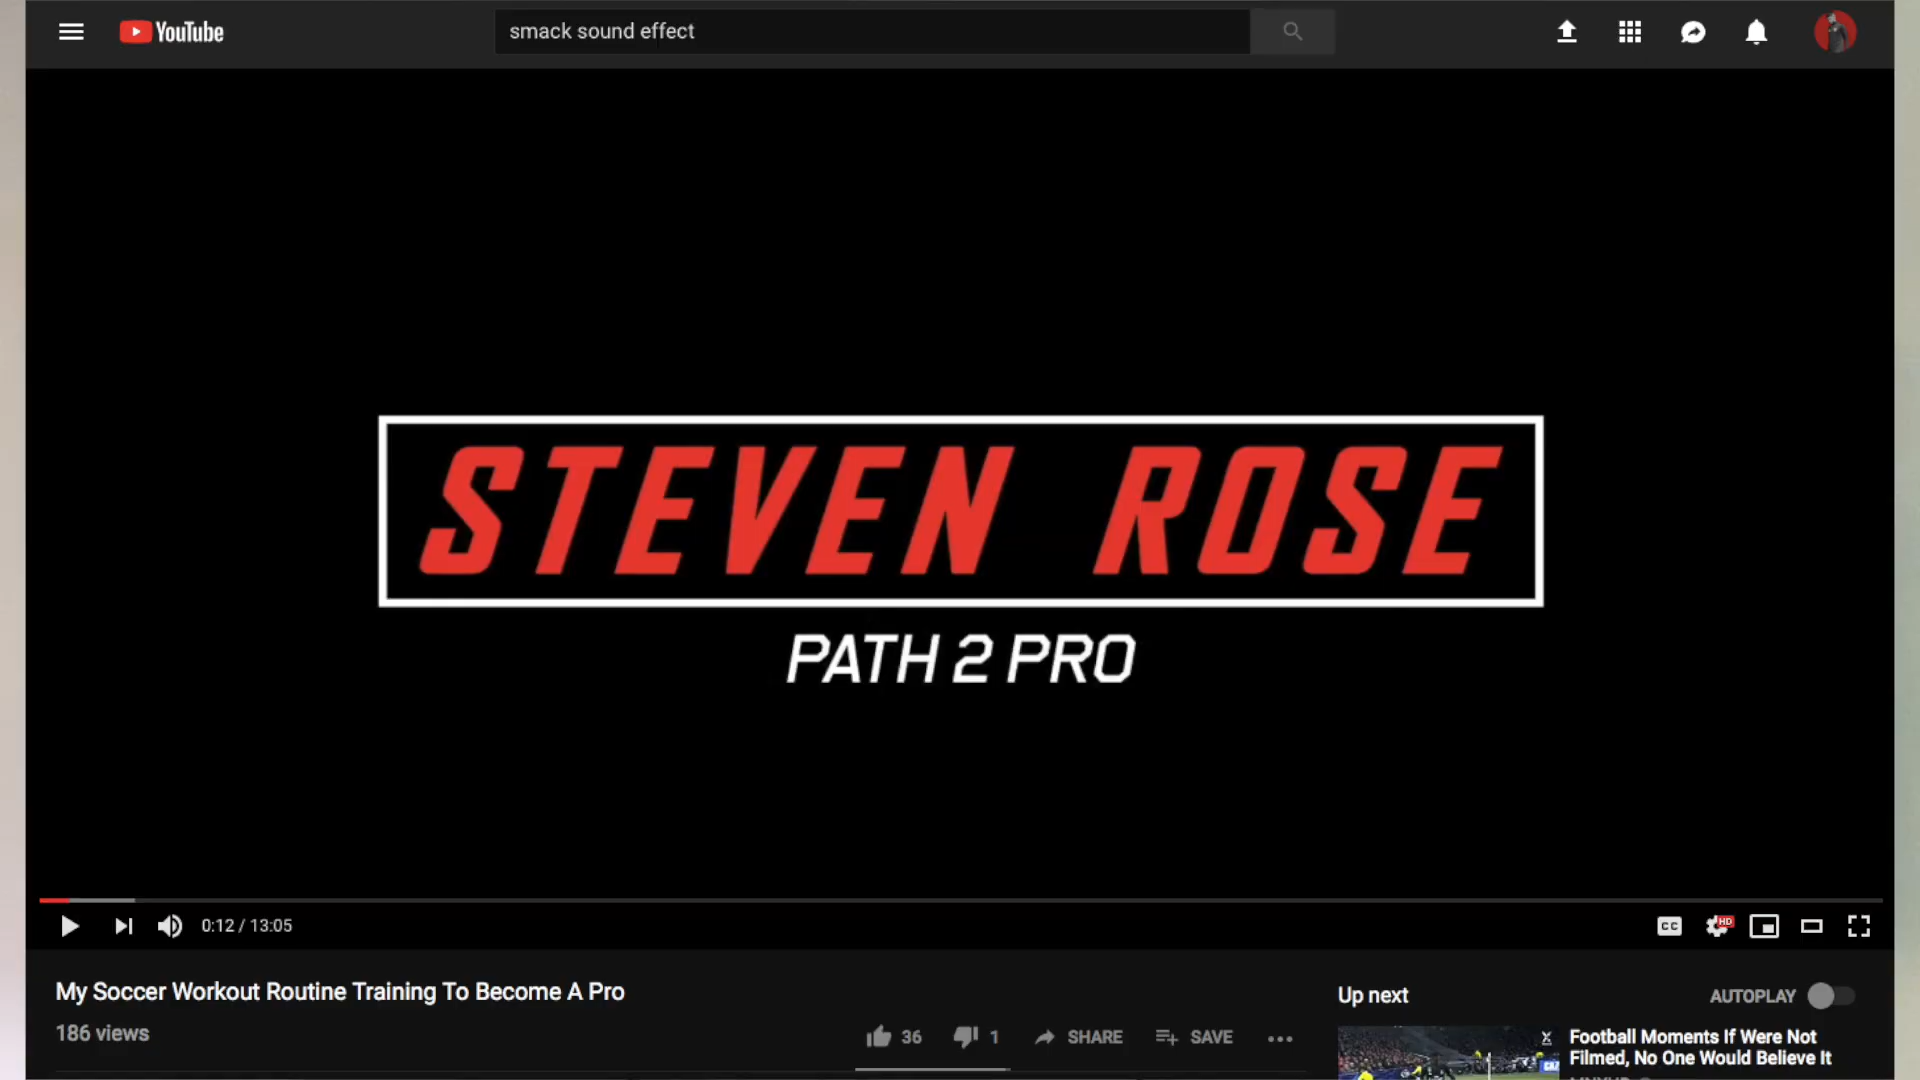 YouTube
smack sound effect
STEVEN ROSE
PATH 2 PRO
0:12 / 13:05
CC
HD
My Soccer Workout Routine Training To Become A Pro
186 views
36
1
SHARE
SAVE
Up next
AUTOPLAY
Football Moments If Were Not
Filmed, No One Would Believe It